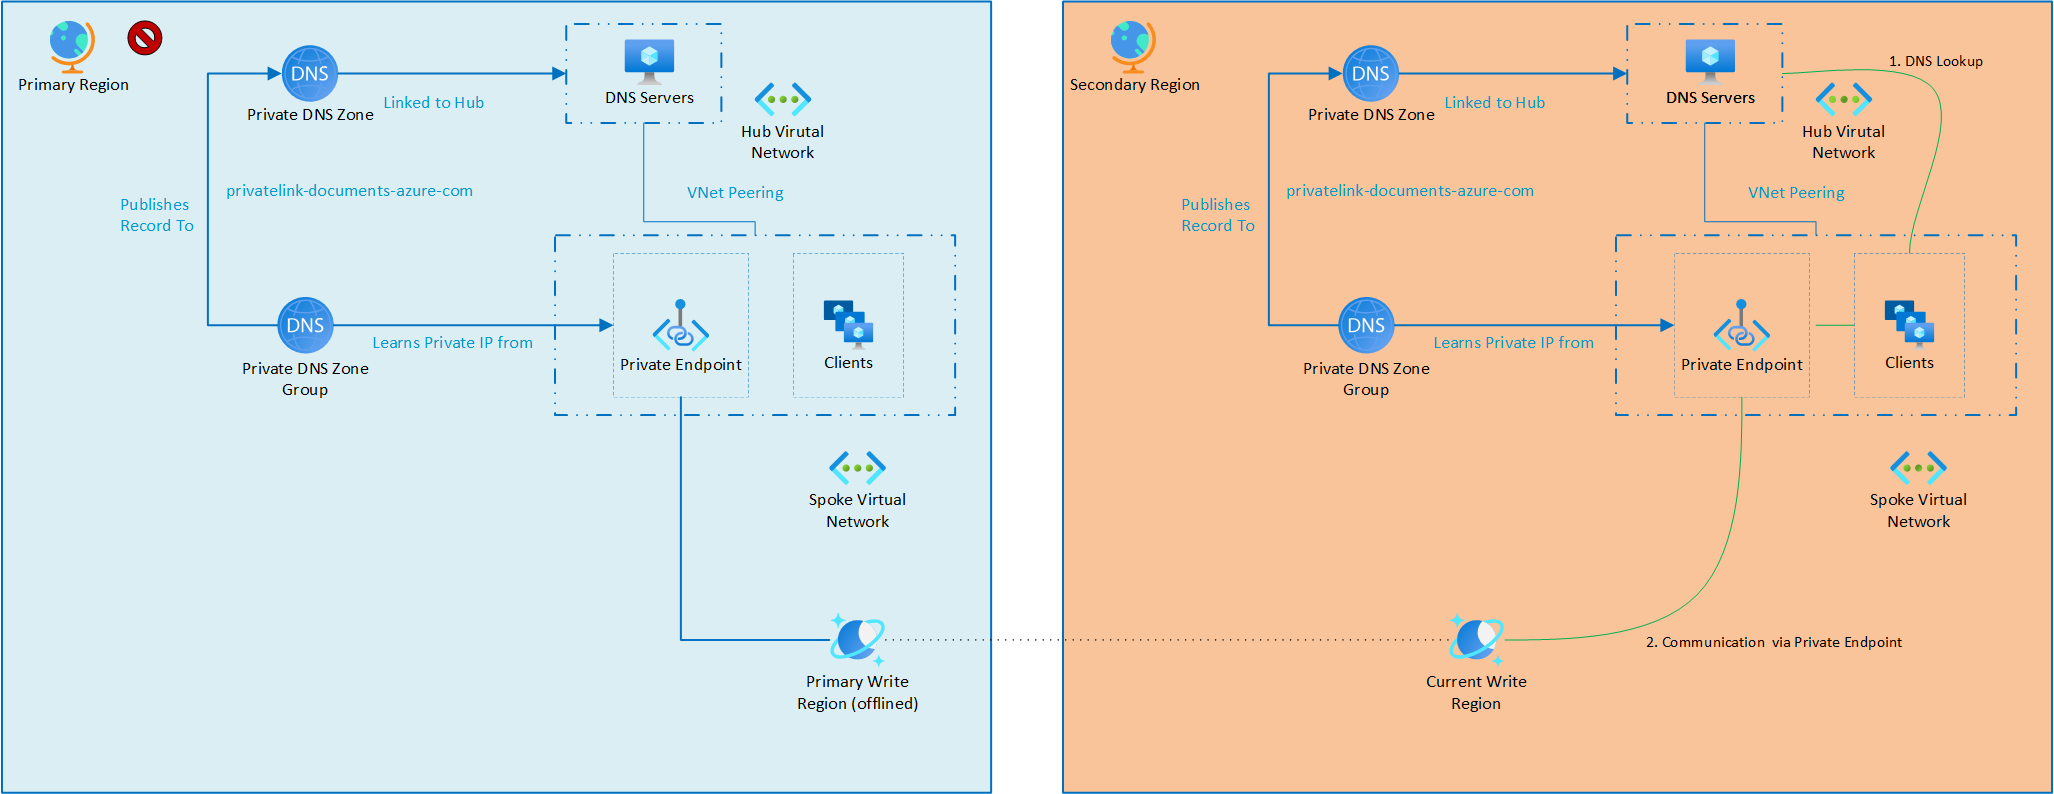 Primary Region
DNS
Private DNS Zone
Linked to Hub
DNS Servers
Hub Virutal
Network
privatelink-documents-azure-com
VNet Peering
Publishes
Record To
DNS
Private DNS Zone
Group
Learns Private IP from
Private Endpoint
Clients
Spoke Virtual
Network
Primary Write
Region (offlined)
Secondary Region
DNS
Private DNS Zone
Linked to Hub
DNS Servers
1. DNS Lookup
Hub Virutal
Network
privatelink-documents-azure-com
VNet Peering
Publishes
Record To
DNS
Private DNS Zone
Group
Learns Private IP from
Private Endpoint
Clients
Spoke Virtual
Network
2. Communication via Private Endpoint
Current Write
Region